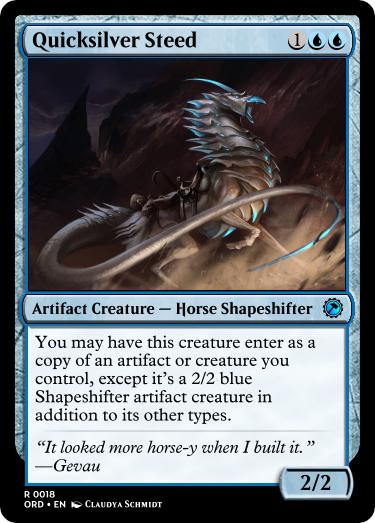 Quicksilver Steed 1
Artifact Creature — Horse Shapeshifter
You may have this creature enter as a
copy of an artifact or creature you
control, except it's a 2/2 blue
Shapeshifter artifact creature in
addition to its other types.
“It looked more horse-y when I built it.”
—Gevau
2/2
R 0018
ORD • EN Claudya Schmidt